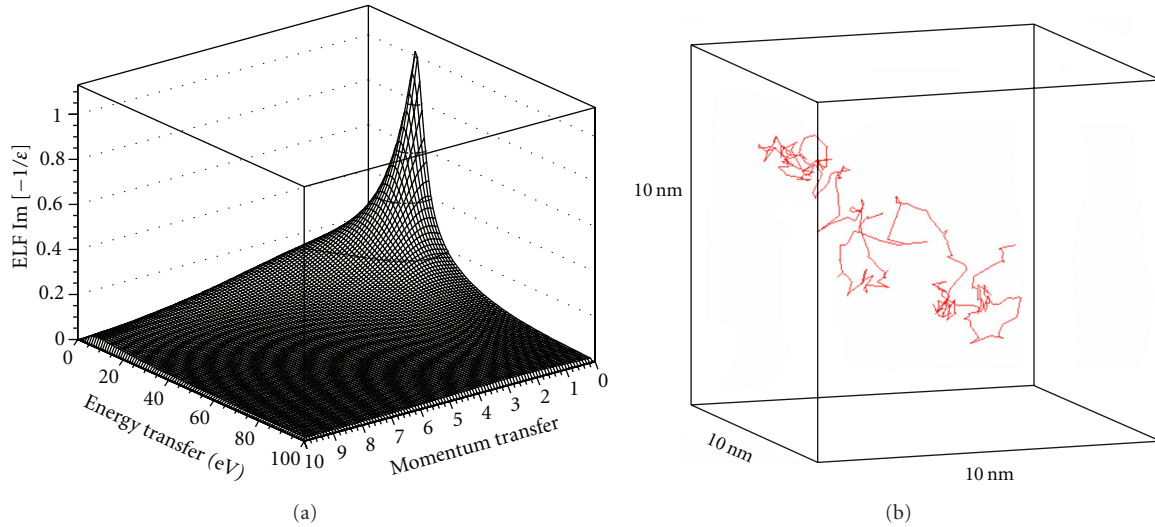 ELF Im [−1/ε]
1
0.8
0.6
0.4
0.2
0
0
20
40
60
80
100
Energy transfer (eV)
10
9
8
7
6
5
4
3
2
1
0
Momentum transfer
(a)
10 nm
10 nm
10 nm
(b)